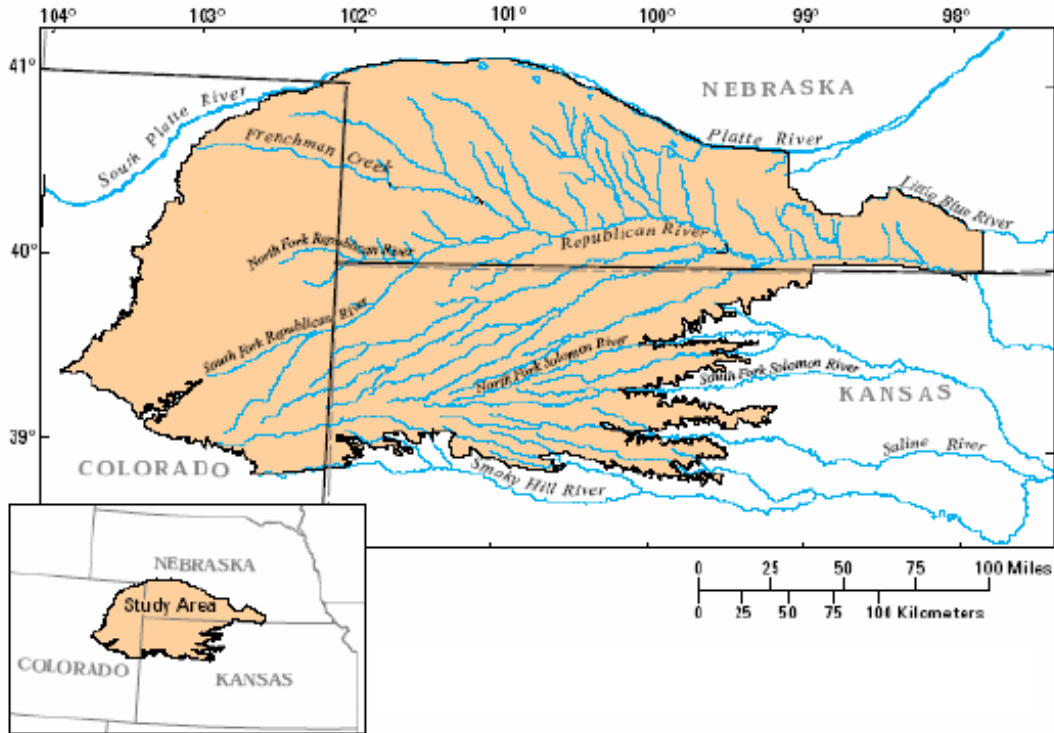 104° 103° 102° 101° 100° 99° 98°
41°
40°
39°
NEBRASKA
South Platte River
Frenchman Creek
Platte River
Little Blue River
Republican River
North Fork Republican River
South Fork Republican River
North Fork Solomon River
South Fork Solomon River
KANSAS
Saline River
COLORADO
Smoky Hill River
NEBRASKA
Study Area
COLORADO
KANSAS
0 25 50 75 100 Miles
0 25 50 75 100 Kilometers